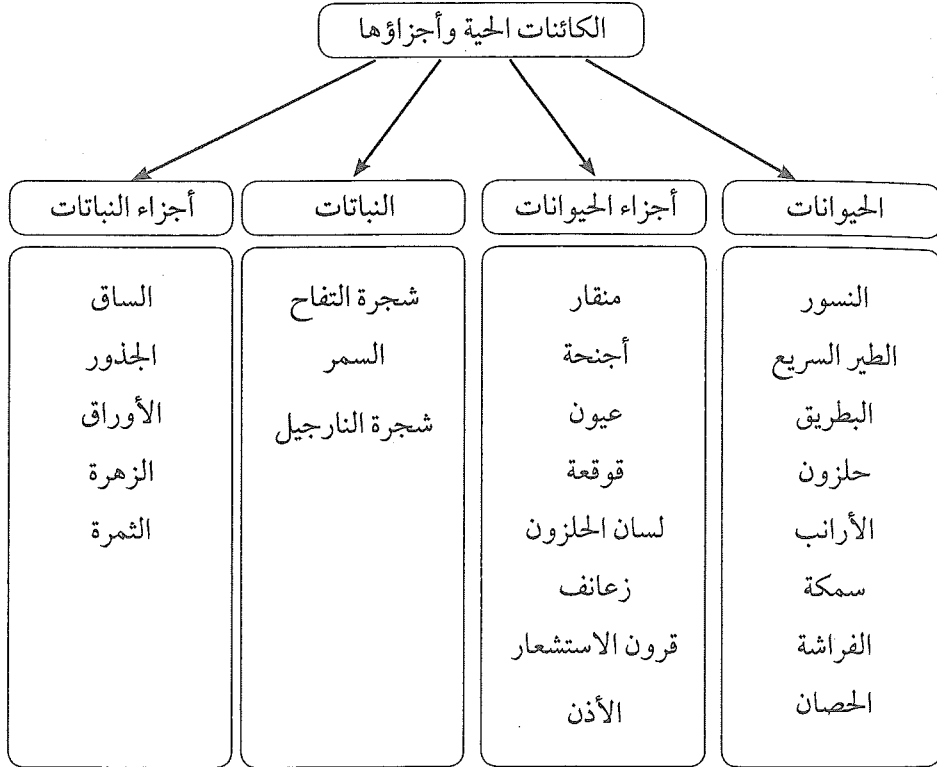 الكائنات الحية وأجزاؤها
الحيوانات
النسور
الطير السريع
البطريق
حلزون
الأرانب
سمكة
الفراشة
الحصان
أجزاء الحيوانات
منقار
أجنحة
عيون
قوقعة
لسان الحلزون
زعانف
قرون الاستشعار
الأذن
النباتات
شجرة التفاح
السمر
شجرة النارجيل
أجزاء النباتات
الساق
الجذور
الأوراق
الزهرة
الثمرة